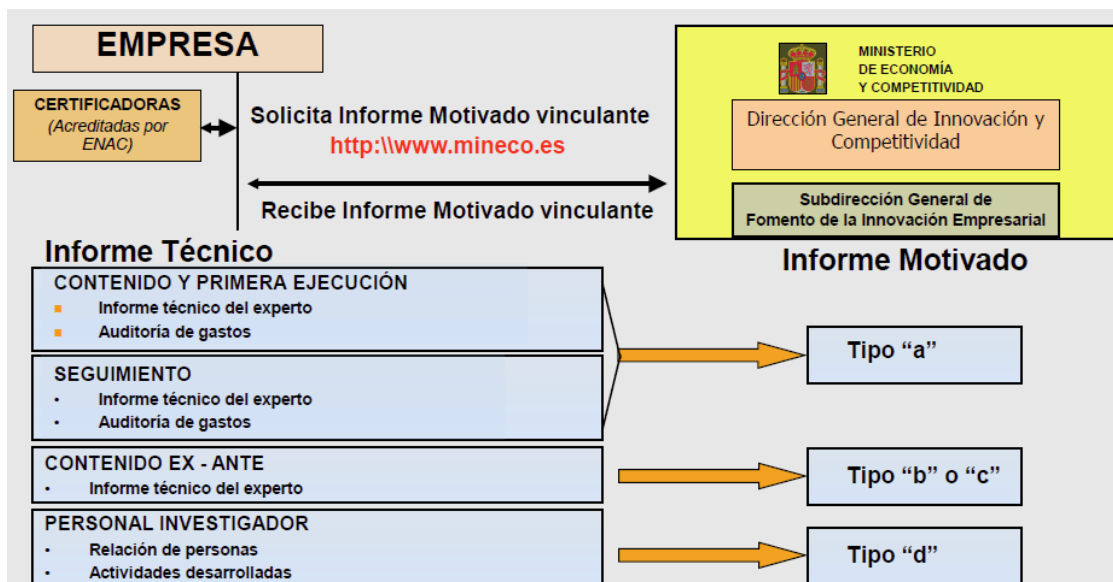 EMPRESA
CERTIFICADORAS
(Acreditadas por
ENAC)
Solicita Informe Motivado vinculante
http:\\www.mineco.es
Recibe Informe Motivado vinculante
MINISTERIO
DE ECONOMÍA
Y COMPETITIVIDAD
Dirección General de Innovación y
Competitividad
Subdirección General de
Fomento de la Innovación Empresarial
Informe Técnico
Informe Motivado
CONTENIDO Y PRIMERA EJECUCIÓN
Informe técnico del experto
Auditoría de gastos
SEGUIMIENTO
• Informe técnico del experto
• Auditoría de gastos
Tipo “a”
CONTENIDO EX - ANTE
• Informe técnico del experto
Tipo “b” o “c”
PERSONAL INVESTIGADOR
• Relación de personas
• Actividades desarrolladas
Tipo “d”